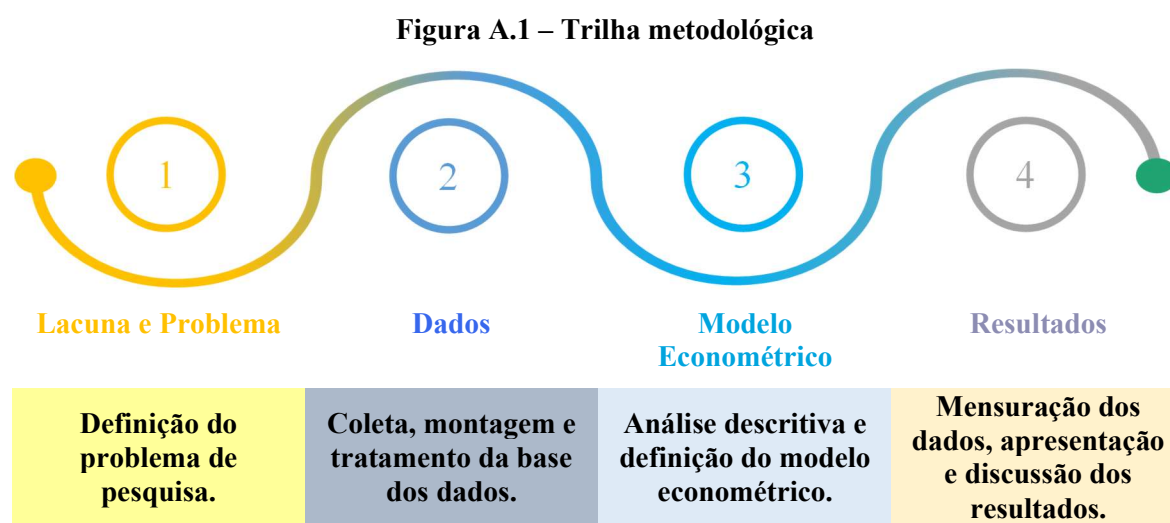 Figura A.1 – Trilha metodológica
1
2
3
4
Lacuna e Problema
Dados
Modelo
Econométrico
Resultados
Definição do
problema de
pesquisa.
Coleta, montagem e
tratamento da base
dos dados.
Análise descritiva e
definição do modelo
econométrico.
Mensuração dos
dados, apresentação
e discussão dos
resultados.